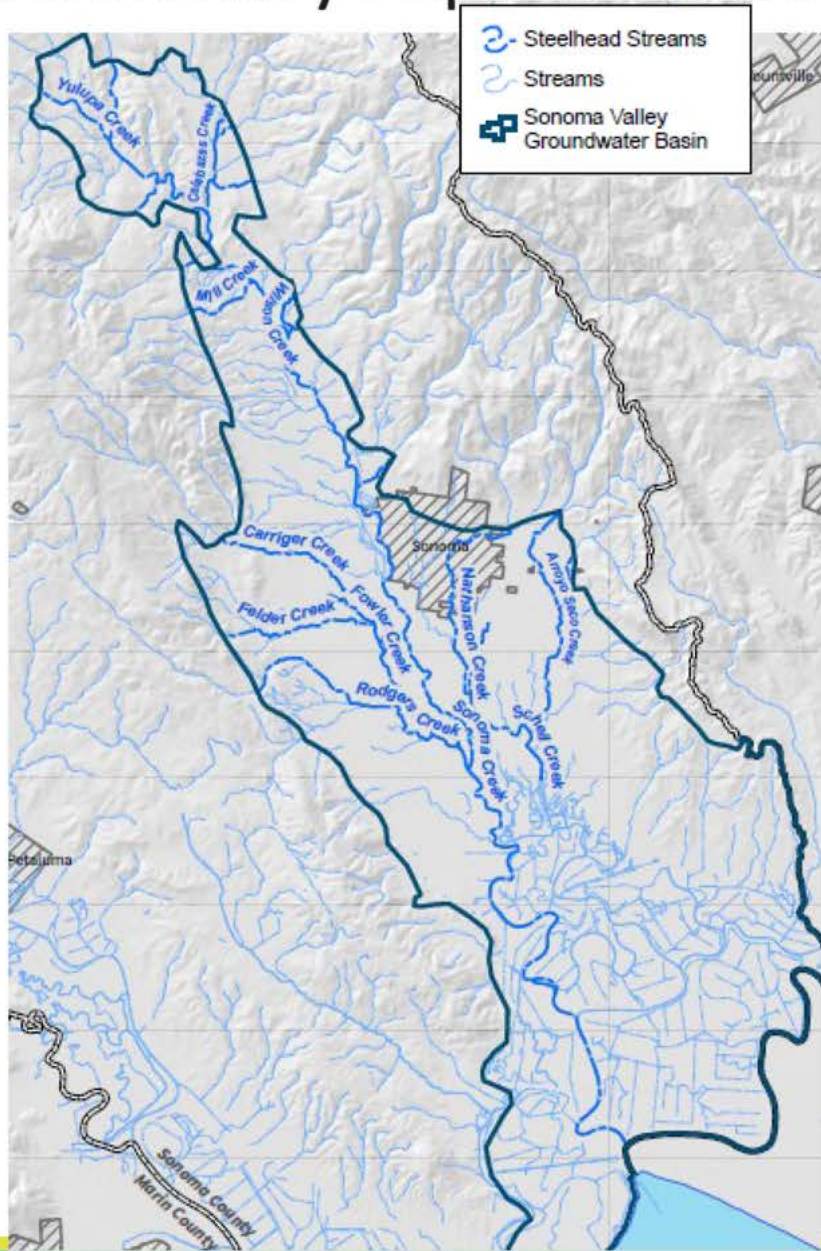 Steelhead Streams
Streams
Sonoma Valley
Groundwater Basin
Yulupa Creek
Calabazas Creek
Mill Creek
Wilson
Creek
Sonoma
Carriger Creek
Fowler Creek
Felder Creek
Nathanson Creek
Arroyo Seco Creek
Rodgers Creek
Sonoma Creek
Schell Creek
Petaluma
Sonoma County
Marin County